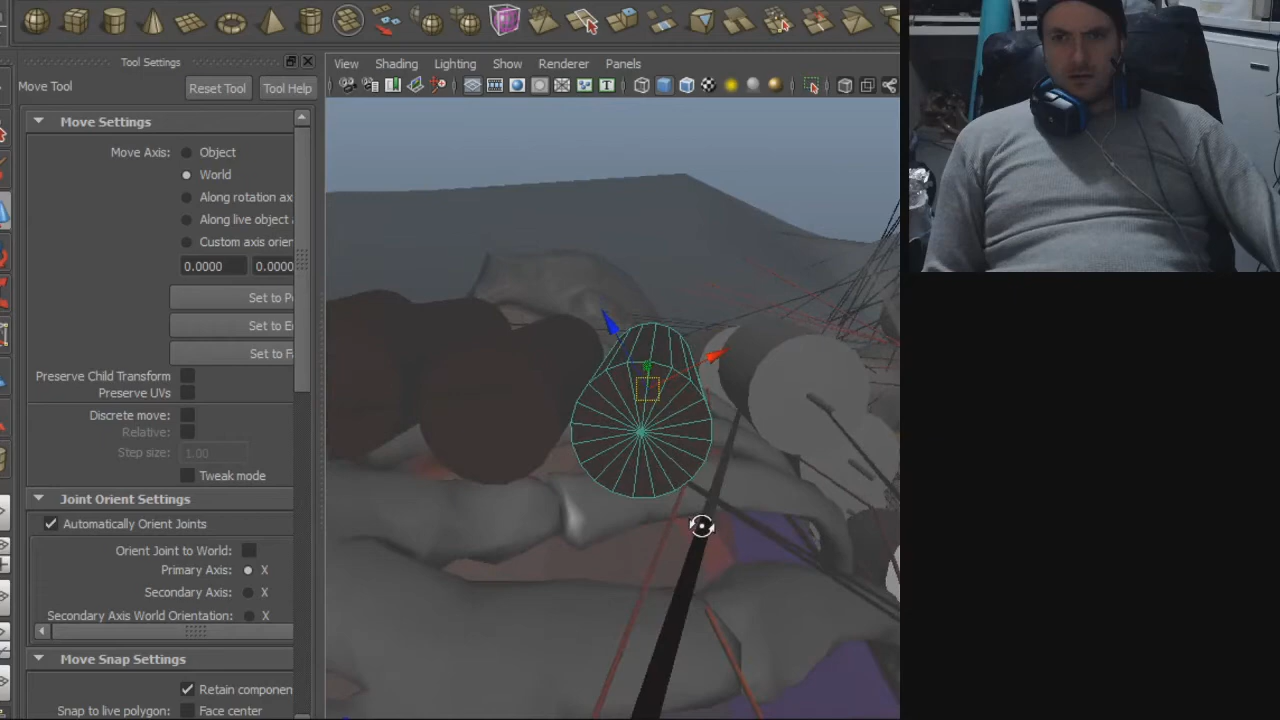 Tool Settings
View Shading Lighting Show Renderer Panels
Move Tool
Reset Tool
Tool Help
Move Settings
Move Axis:
Object
World
Along rotation ax
Along live object
Custom axis orien
0.0000
0.0000
Set to P
Set to E
Set to F
Preserve Child Transform
Preserve UVs
Discrete move:
Relative:
Step size:
1.00
Tweak mode
Joint Orient Settings
Automatically Orient Joints
Orient Joint to World:
Primary Axis:
X
Secondary Axis:
X
Secondary Axis World Orientation:
X
Move Snap Settings
Retain componen
Snap to live polygon:
Face center